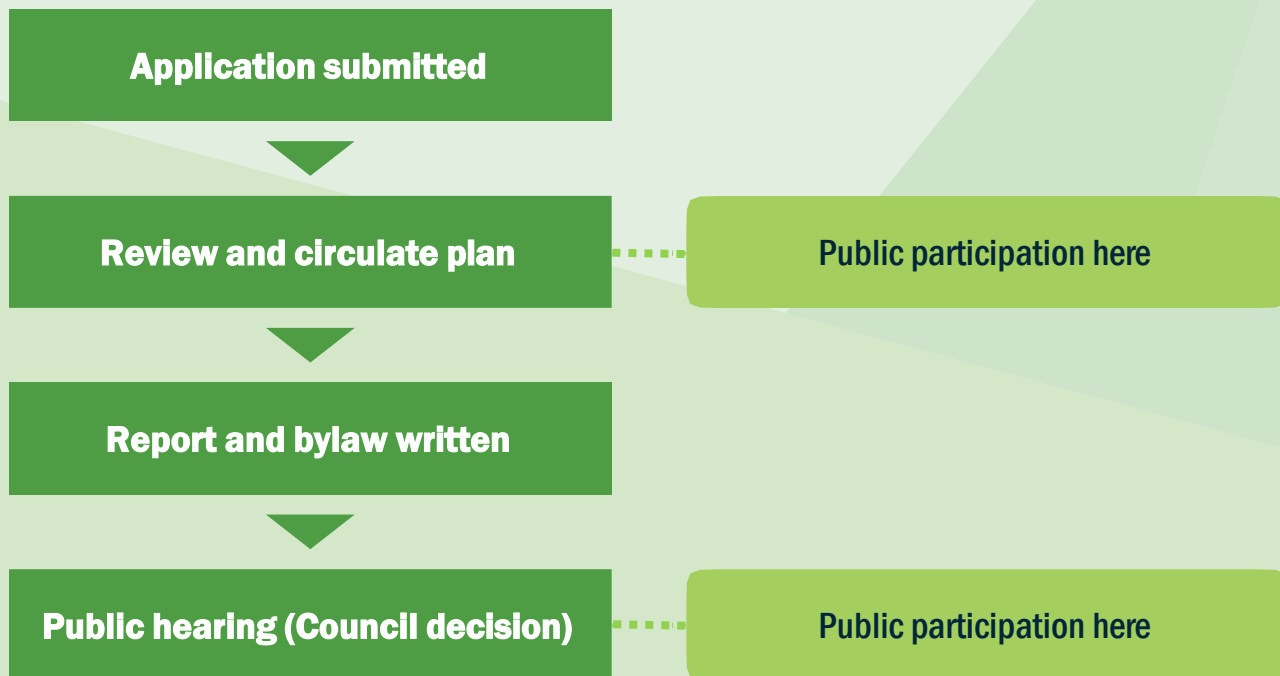 Application submitted
Review and circulate plan
Public participation here
Report and bylaw written
Public hearing (Council decision)
Public participation here